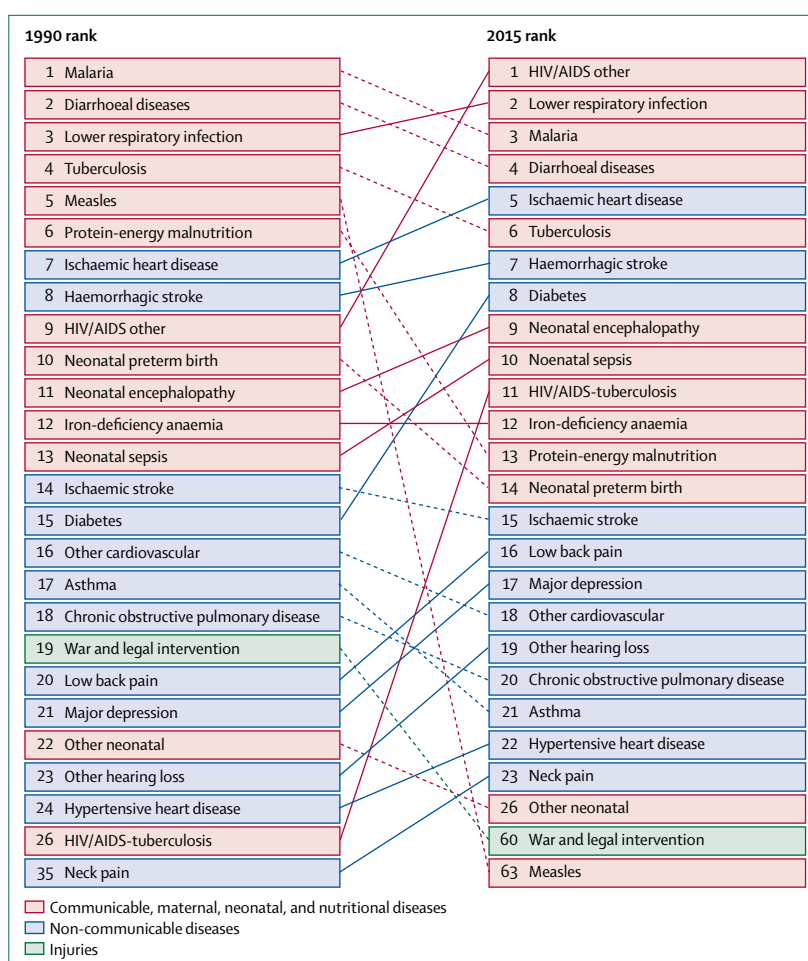 1990 rank
1 Malaria
2 Diarrhoeal diseases
3 Lower respiratory infection
4 Tuberculosis
5 Measles
6 Protein-energy malnutrition
7 Ischaemic heart disease
8 Haemorrhagic stroke
9 HIV/AIDS other
10 Neonatal preterm birth
11 Neonatal encephalopathy
12 Iron-deficiency anaemia
13 Neonatal sepsis
14 Ischaemic stroke
15 Diabetes
16 Other cardiovascular
17 Asthma
18 Chronic obstructive pulmonary disease
19 War and legal intervention
20 Low back pain
21 Major depression
22 Other neonatal
23 Other hearing loss
24 Hypertensive heart disease
26 HIV/AIDS-tuberculosis
35 Neck pain
2015 rank
1 HIV/AIDS other
2 Lower respiratory infection
3 Malaria
4 Diarrhoeal diseases
5 Ischaemic heart disease
6 Tuberculosis
7 Haemorrhagic stroke
8 Diabetes
9 Neonatal encephalopathy
10 Noenatal sepsis
11 HIV/AIDS-tuberculosis
12 Iron-deficiency anaemia
13 Protein-energy malnutrition
14 Neonatal preterm birth
15 Ischaemic stroke
16 Low back pain
17 Major depression
18 Other cardiovascular
19 Other hearing loss
20 Chronic obstructive pulmonary disease
21 Asthma
22 Hypertensive heart disease
23 Neck pain
26 Other neonatal
60 War and legal intervention
63 Measles
Communicable, maternal, neonatal, and nutritional diseases
Non-communicable diseases
Injuries